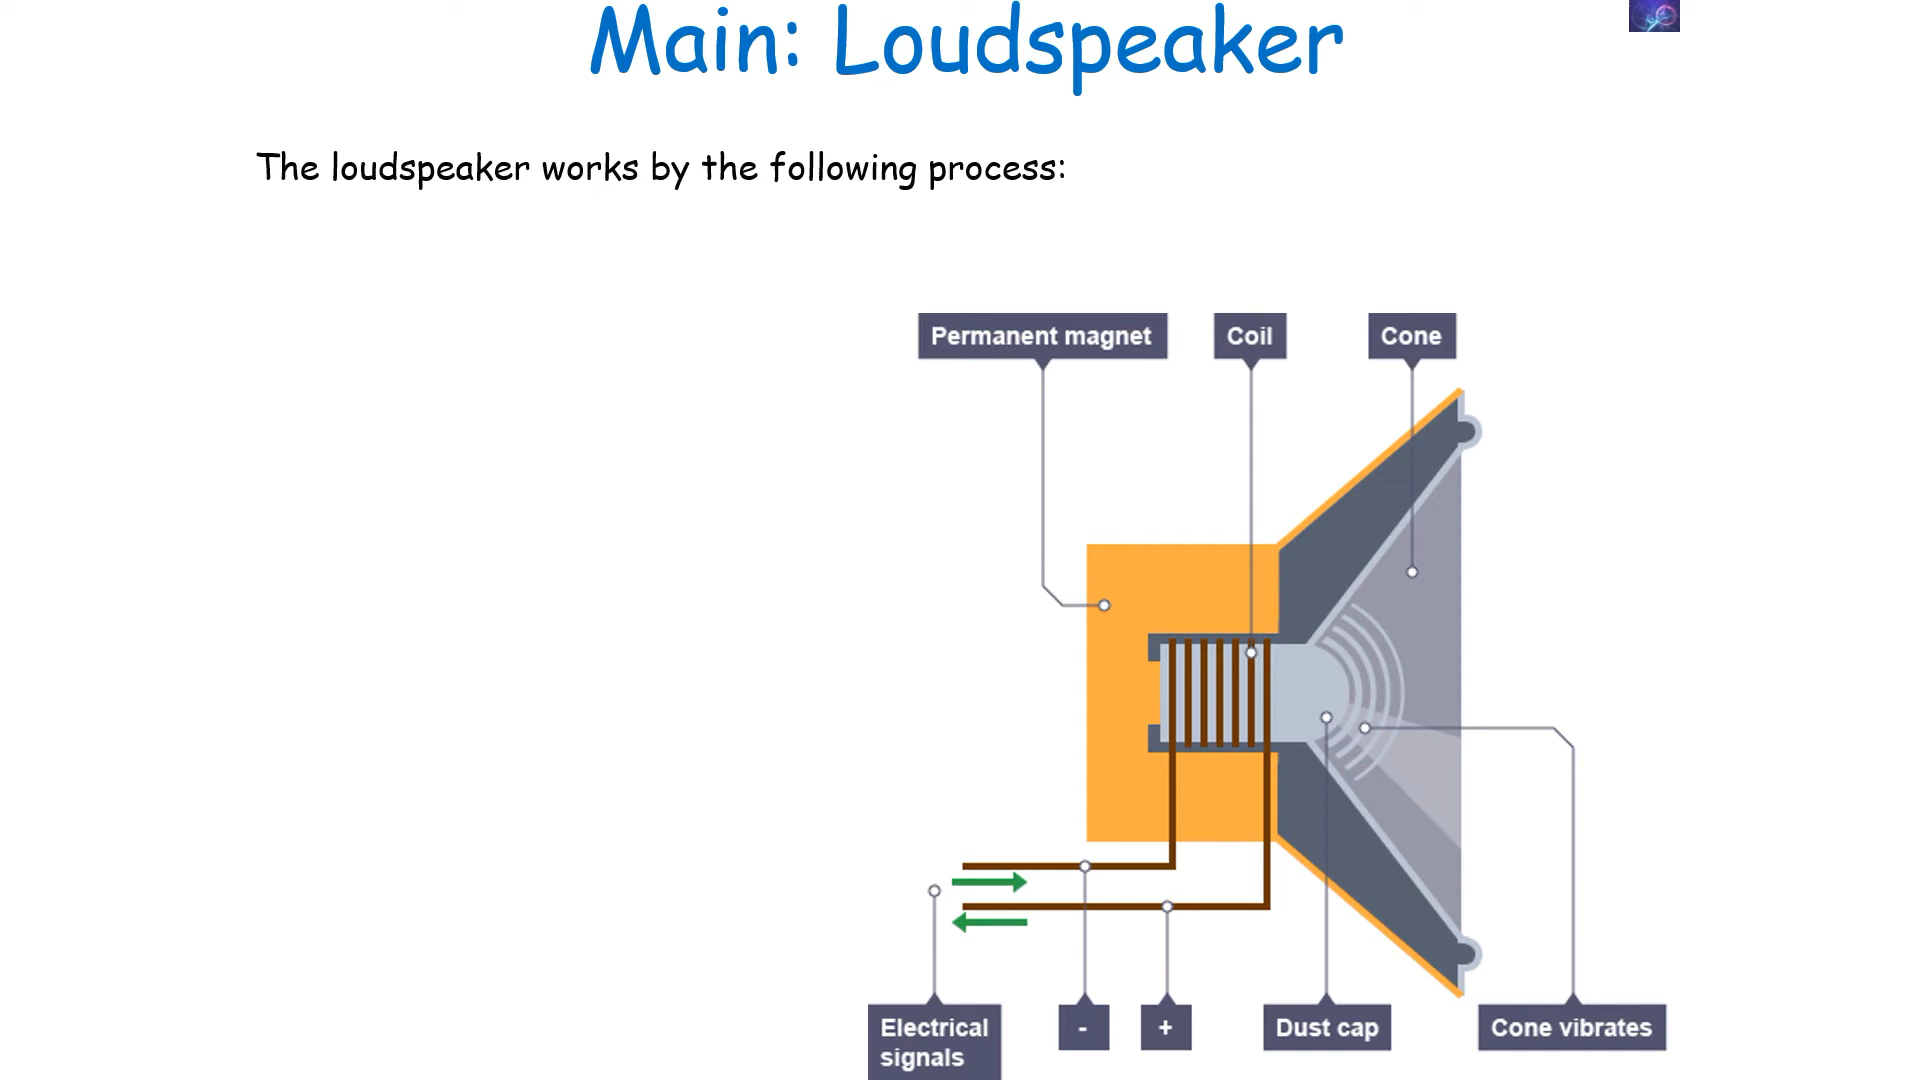 Main: Loudspeaker
The loudspeaker works by the following process:
Permanent magnet
Coil
Cone
Electrical
signals
-
+
Dust cap
Cone vibrates